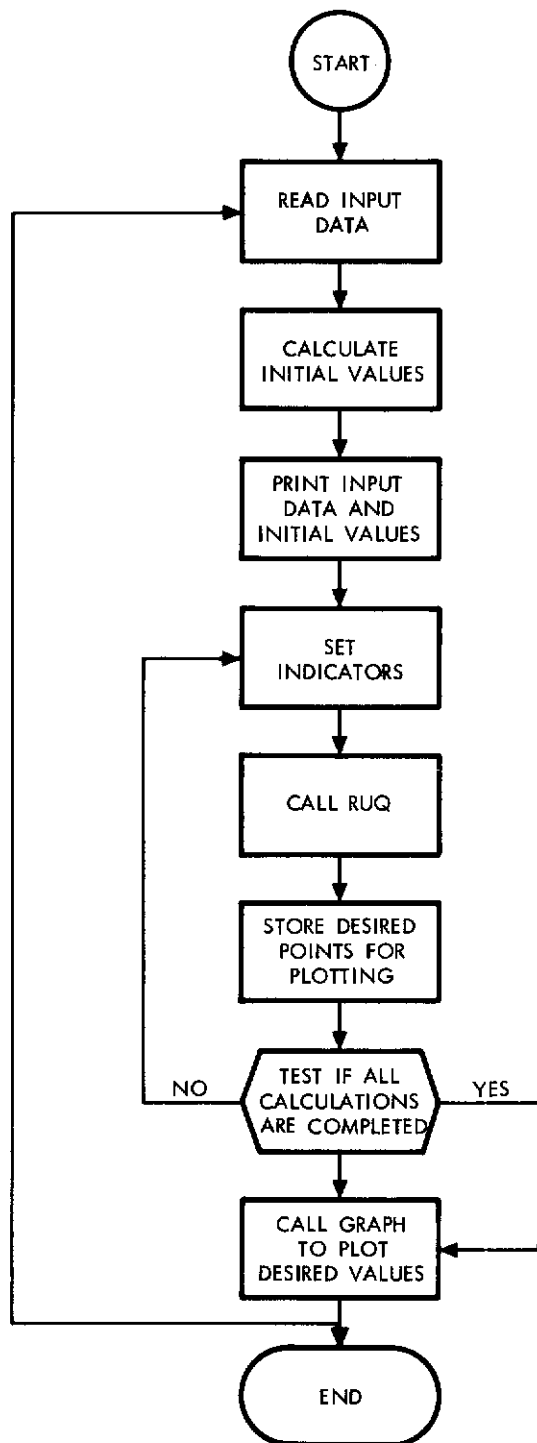 START
READ INPUT
DATA
CALCULATE
INITIAL VALUES
PRINT INPUT
DATA AND
INITIAL VALUES
SET
INDICATORS
CALL RUQ
STORE DESIRED
POINTS FOR
PLOTTING
NO
TEST IF ALL
CALCULATIONS
ARE COMPLETED
YES
CALL GRAPH
TO PLOT
DESIRED VALUES
END